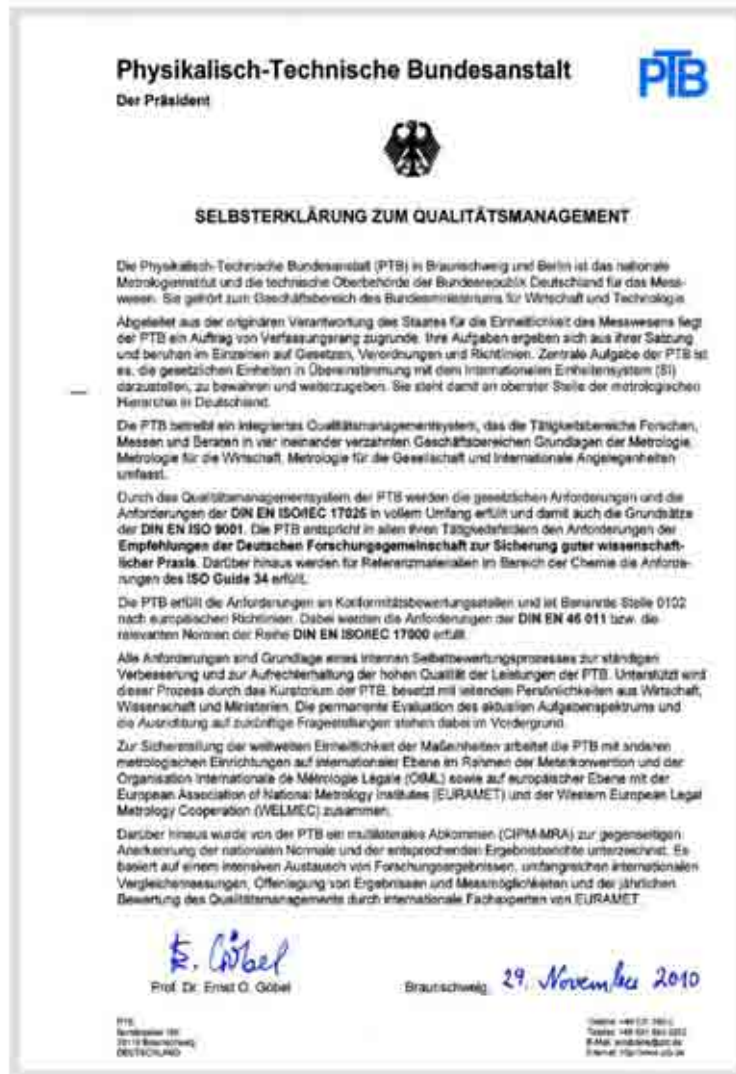 Physikalisch-Technische Bundesanstalt
PTB
Der Präsident
SELBSTERKLÄRUNG ZUM QUALITÄTSMANAGEMENT
Die Physikalisch-Technische Bundesanstalt (PTB) in Braunschweig und Berlin ist das nationale
Metrologieinstitut und die technische Oberbehörde der Bundesrepublik Deutschland für das Mess-
wesen. Sie gehört zum Geschäftsbereich des Bundesministeriums für Wirtschaft und Technologie.
Abgeleitet aus der originären Verantwortung des Staates für die Einheitlichkeit des Messwesens liegt
der PTB ein Auftrag von Verfassungsrang zugrunde. Ihre Aufgaben ergeben sich aus ihrer Satzung
und beruhen im Einzelnen auf Gesetzen, Verordnungen und Richtlinien. Zentrale Aufgabe der PTB ist
es, die gesetzlichen Einheiten in Übereinstimmung mit dem Internationalen Einheitensystem (SI)
darzustellen, zu bewahren und weiterzugeben. Sie steht damit an oberster Stelle der metrologischen
Hierarchie in Deutschland.
Die PTB betreibt ein integriertes Qualitätsmanagementsystem, das die Tätigkeitsbereiche Forschen,
Messen und Beraten in vier ineinander verzahnten Geschäftsbereichen Grundlagen der Metrologie,
Metrologie für die Wirtschaft, Metrologie für die Gesellschaft und Internationale Angelegenheiten
umfasst.
Durch das Qualitätsmanagementsystem der PTB werden die gesetzlichen Anforderungen und die
Anforderungen der DIN EN ISO/IEC 17025 in vollem Umfang erfüllt und damit auch die Grundsätze
der DIN EN ISO 9001. Die PTB entspricht in allen ihren Tätigkeitsfeldern den Anforderungen der
Empfehlungen der Deutschen Forschungsgemeinschaft zur Sicherung guter wissenschaft-
licher Praxis. Darüber hinaus werden für Referenzmaterialien im Bereich der Chemie die Anforde-
rungen des ISO Guide 34 erfüllt.
Die PTB erfüllt die Anforderungen an Konformitätsbewertungsstellen und ist Benannte Stelle 0102
nach europäischen Richtlinien. Dabei werden die Anforderungen der DIN EN 45 011 bzw. die
relevanten Normen der Reihe DIN EN ISO/IEC 17000 erfüllt.
Alle Anforderungen sind Grundlage eines internen Selbstbewertungsprozesses zur ständigen
Verbesserung und zur Aufrechterhaltung der hohen Qualität der Leistungen der PTB. Unterstützt wird
dieser Prozess durch das Kuratorium der PTB, besetzt mit leitenden Persönlichkeiten aus Wirtschaft,
Wissenschaft und Ministerien. Die permanente Evaluation des aktuellen Aufgabenspektrums und
die Ausrichtung auf zukünftige Fragestellungen stehen dabei im Vordergrund.
Zur Sicherstellung der weltweiten Einheitlichkeit der Maßeinheiten arbeitet die PTB mit anderen
metrologischen Einrichtungen auf internationaler Ebene im Rahmen der Meterkonvention und der
Organisation Internationale de Métrologie Légale (OIML) sowie auf europäischer Ebene mit der
European Association of National Metrology Institutes (EURAMET) und der Western European Legal
Metrology Cooperation (WELMEC) zusammen.
Darüber hinaus wurde von der PTB ein multilaterales Abkommen (CIPM-MRA) zur gegenseitigen
Anerkennung der nationalen Normale und der entsprechenden Ergebnisberichte unterzeichnet. Es
basiert auf einem intensiven Austausch von Forschungsergebnissen, umfangreichen internationalen
Vergleichsmessungen, Offenlegung von Ergebnissen und Messmöglichkeiten und der jährlichen
Bewertung des Qualitätsmanagements durch internationale Fachexperten von EURAMET.
E. Göbel
Prof. Dr. Ernst O. Göbel
Braunschweig, 29. November 2010
PTB
DEUTSCHLAND